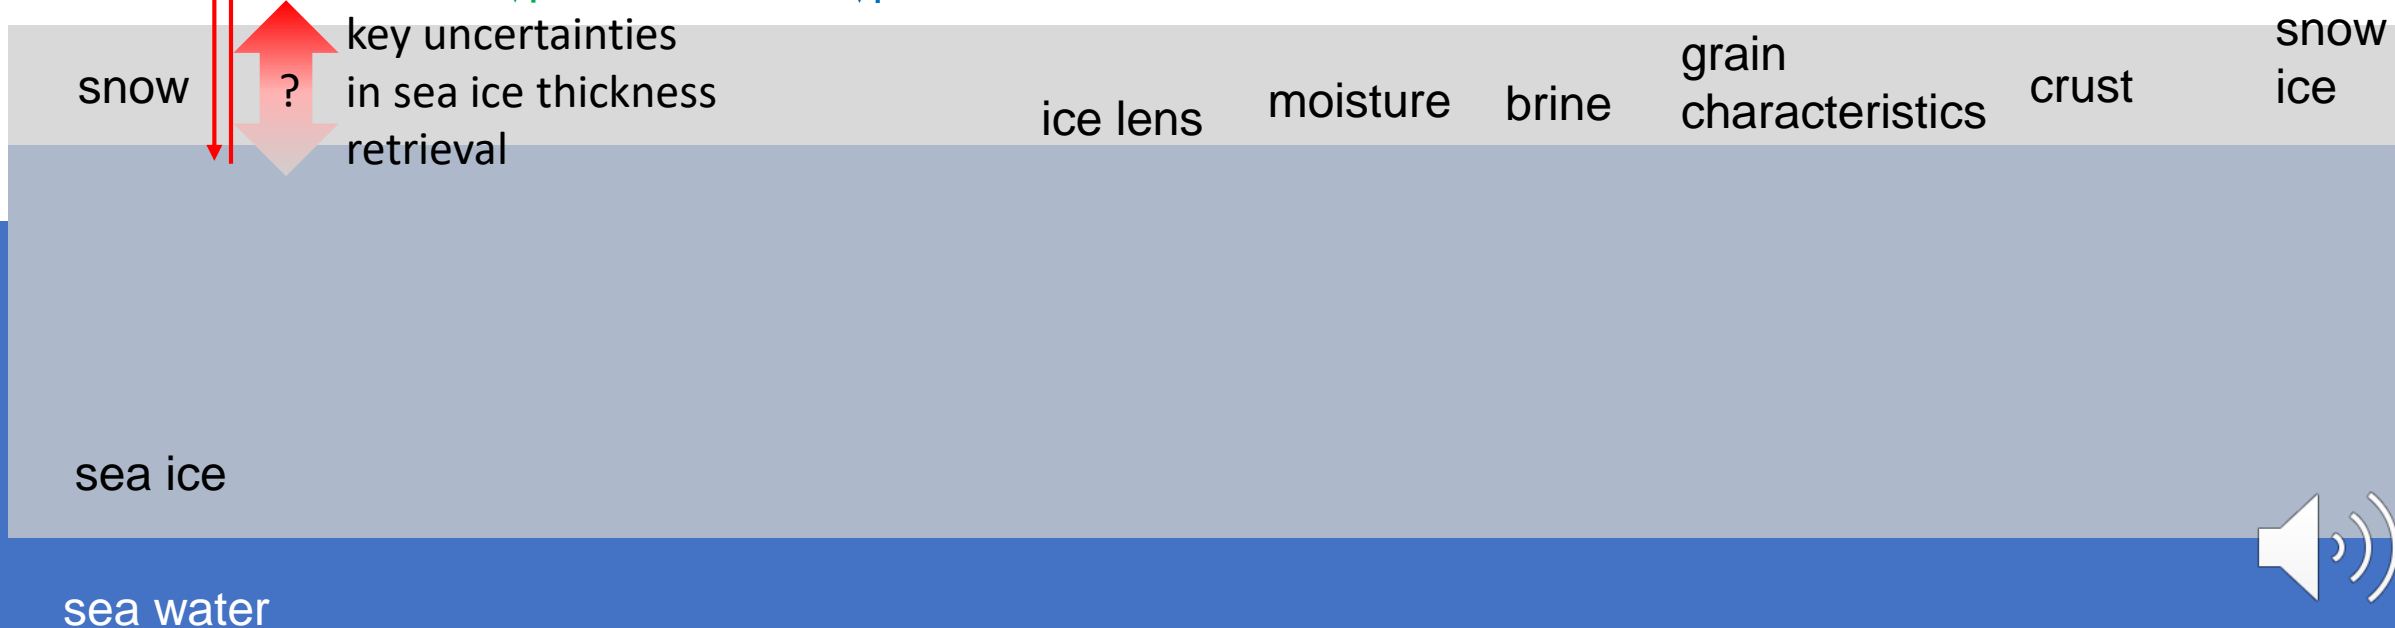 snow
?
key uncertainties
in sea ice thickness
retrieval
ice lens
moisture
brine
grain
characteristics
crust
snow
ice
sea ice
sea water